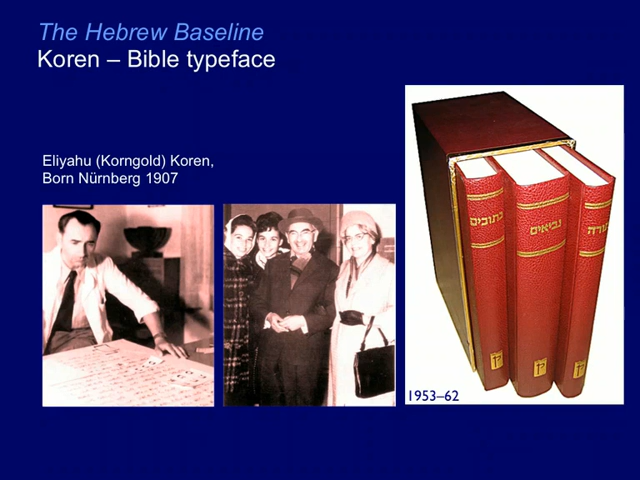 The Hebrew Baseline
Koren – Bible typeface
Eliyahu (Korngold) Koren,
Born Nürnberg 1907
כתובים
נביאים
תורה
1953–62